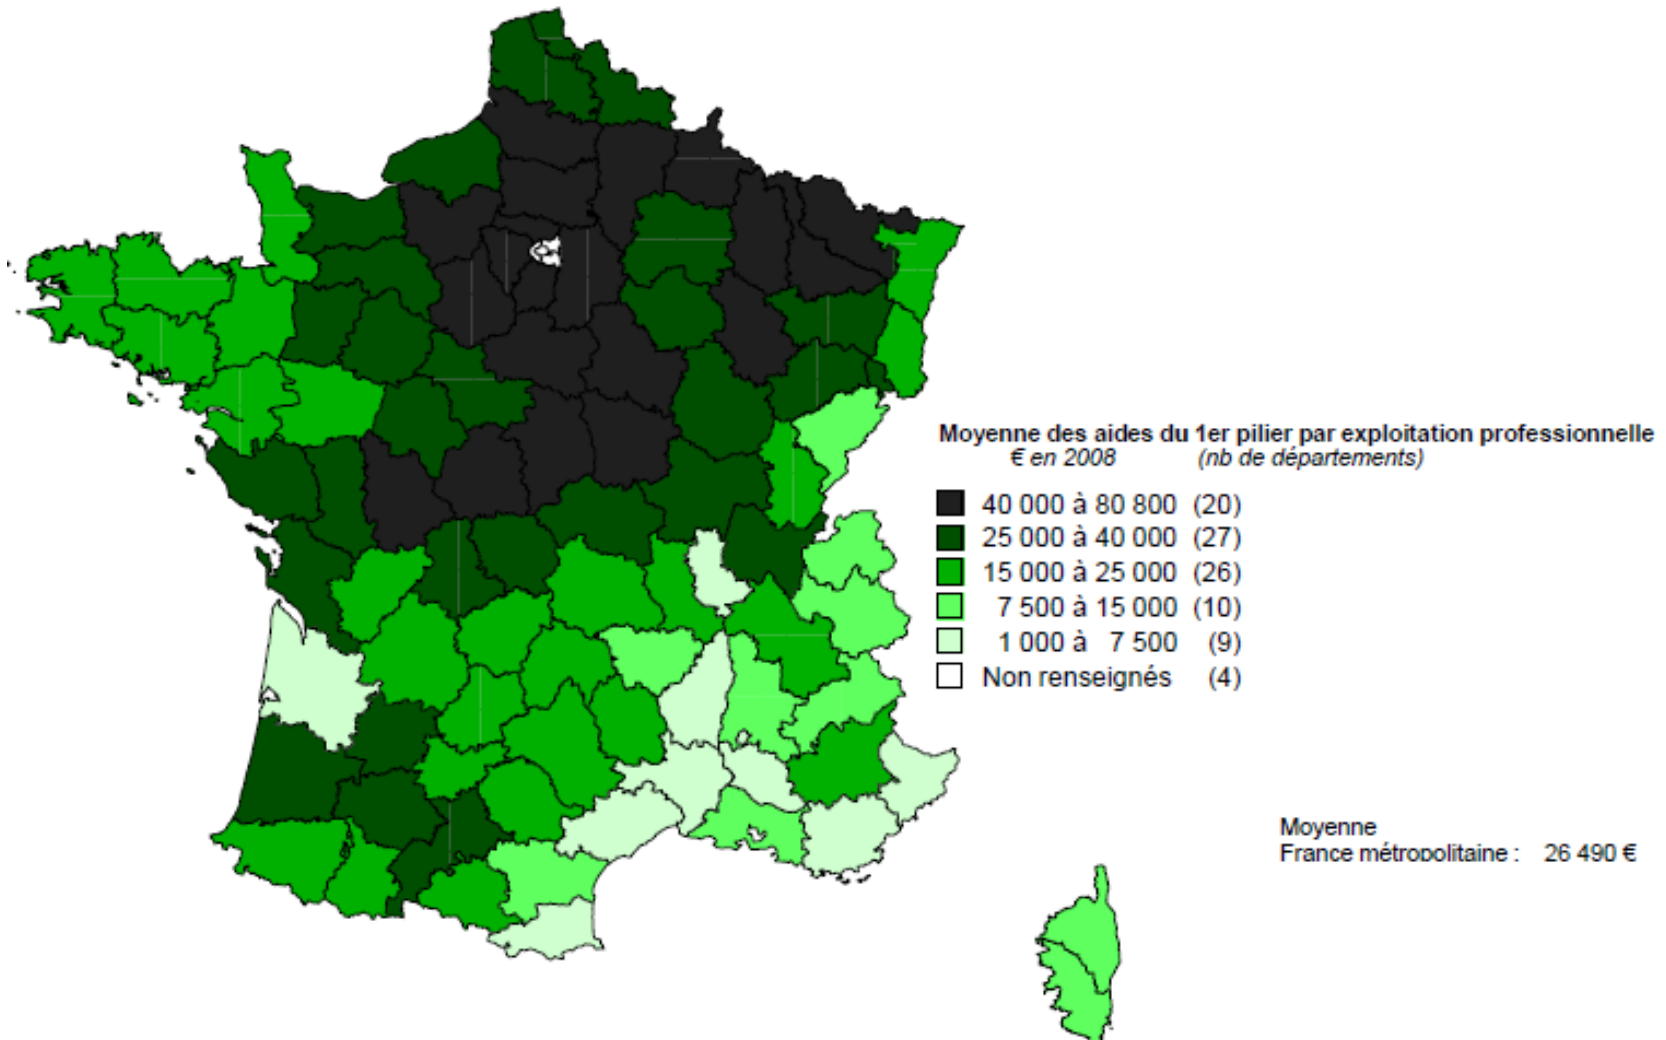 Moyenne des aides du 1er pilier par exploitation professionnelle
€ en 2008 (nb de départements)
40 000 à 80 800 (20)
25 000 à 40 000 (27)
15 000 à 25 000 (26)
7 500 à 15 000 (10)
1 000 à 7 500 (9)
Non renseignés (4)
Moyenne
France métropolitaine : 26 490 €